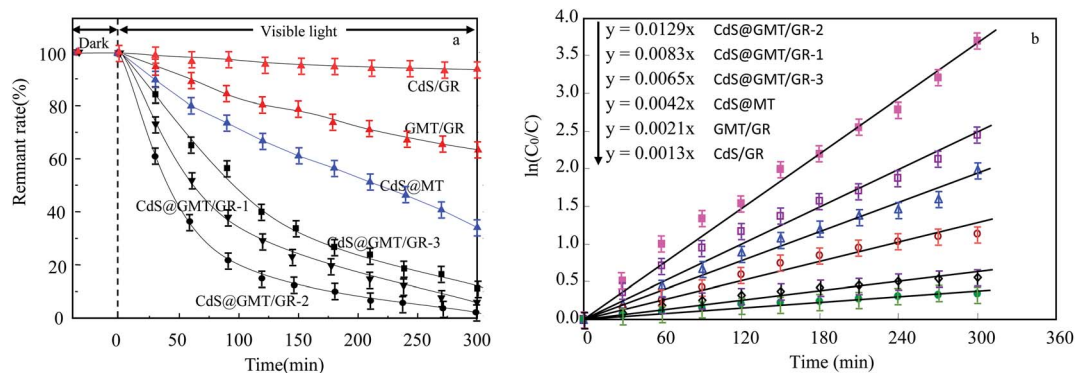 Dark
Visible light
a
CdS/GR
GMT/GR
CdS@MT
CdS@GMT/GR-1
CdS@GMT/GR-3
CdS@GMT/GR-2
Remnant rate(%)
100
80
60
40
20
0
0 50 100 150 200 250 300
Time(min)
b
y = 0.0129x CdS@GMT/GR-2
y = 0.0083x CdS@GMT/GR-1
y = 0.0065x CdS@GMT/GR-3
y = 0.0042x CdS@MT
y = 0.0021x GMT/GR
y = 0.0013x CdS/GR
ln(C₀/C)
4.0
3.5
3.0
2.5
2.0
1.5
1.0
0.5
0.0
0 60 120 180 240 300 360
Time (min)